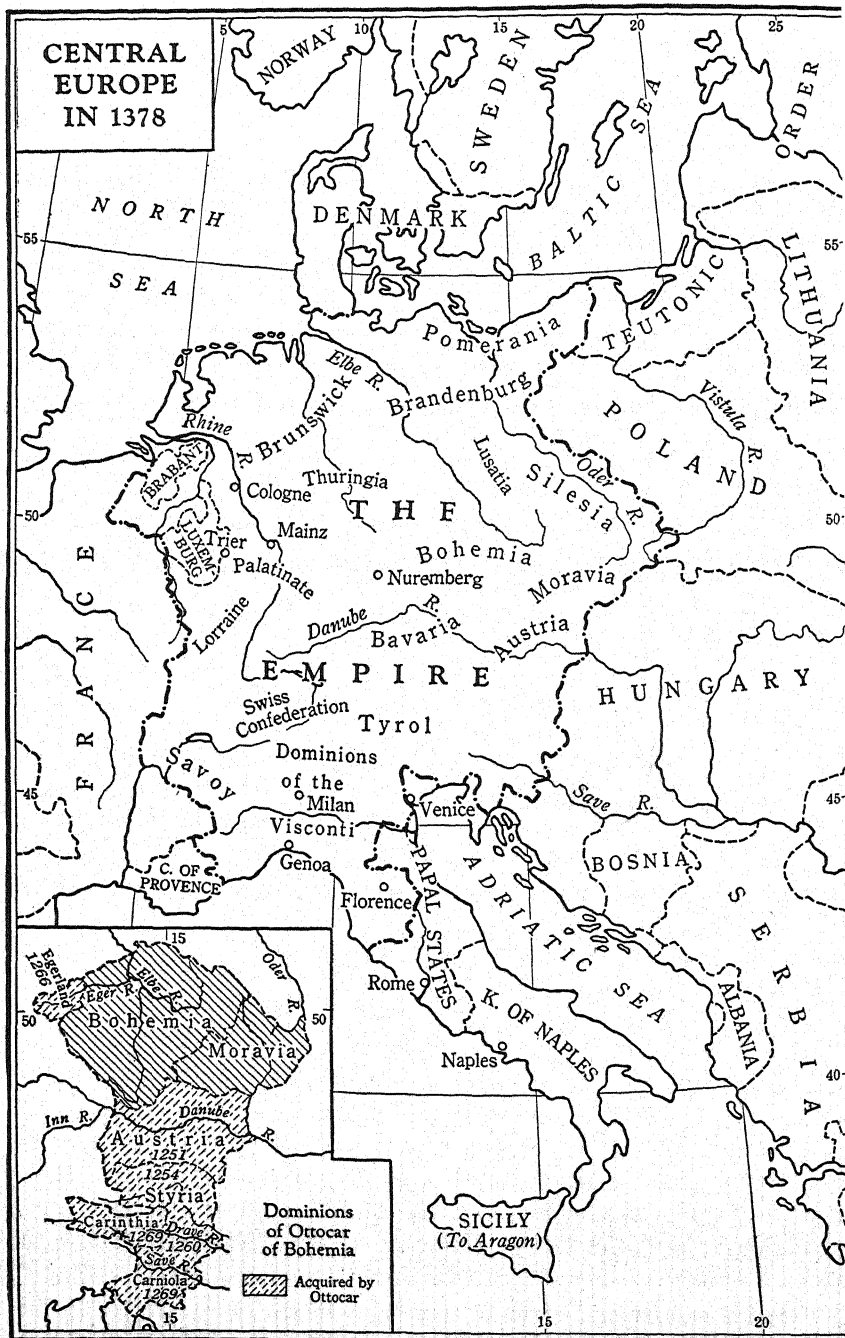 CENTRAL
EUROPE
IN 1378
5
10
15
20
25
NORWAY
SWEDEN
ORDER
NORTH
SEA
DENMARK
BALTIC SEA
55
55
LITHUANIA
TEUTONIC
Pomerania
Elbe R.
Brandenburg
Brunswick
Vistula R.
POLAND
Rhine R.
BRABANT
Cologne
Thuringia
Lusatia
Oder R.
Silesia
50
THF
50
LUXEM
BURG
Trier
Mainz
Bohemia
Palatinate
Nuremberg
Moravia
FRANCE
Lorraine
Danube R.
Bavaria
Austria
EMPIRE
HUNGARY
Swiss
Confederation
Tyrol
Savoy
Dominions
of the
Milan
Visconti
45
45
Venice
Save R.
Genoa
BOSNIA
C. OF
PROVENCE
Florence
PAPAL STATES
ADRIATIC SEA
SERBIA
Rome
K. OF NAPLES
ALBANIA
Naples
40
SICILY
(To Aragon)
15
20
15
Egerland
1266
Eger R.
Elbe R.
Oder R.
50
50
Bohemia
Moravia
Inn R.
Danube R.
Austria
1251
1254
Styria
Carinthia
1269
Drave R.
1260
Save R.
Carniola
1269
15
Dominions
of Ottocar
of Bohemia
Acquired by
Ottocar